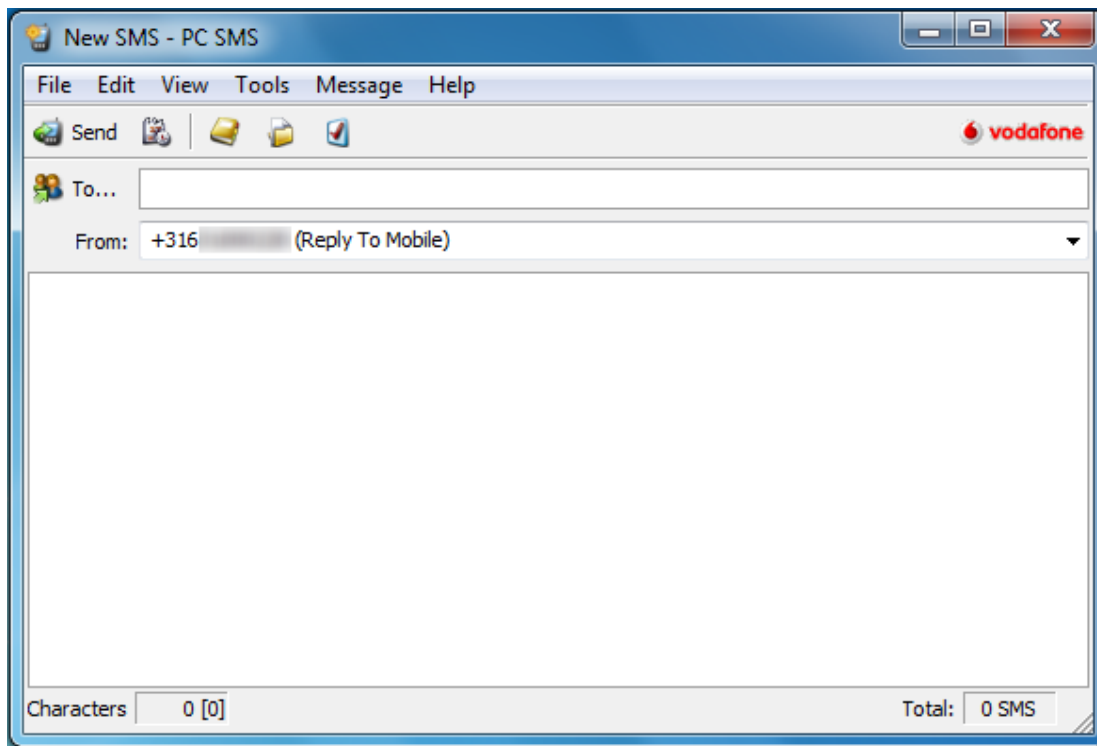 New SMS - PC SMS
File Edit View Tools Message Help
Send vodafone
To...
From: +316 (Reply To Mobile)
Characters 0 [0] Total: 0 SMS